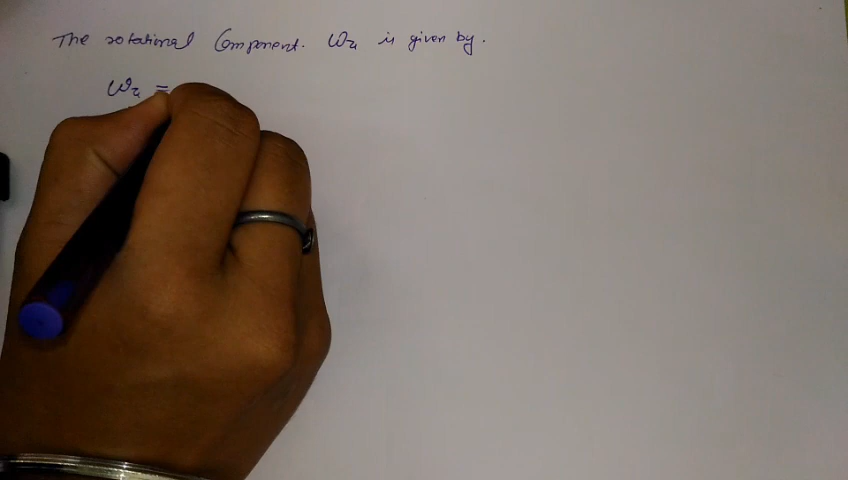 The rotational Component. ωz is given by.
ωz =